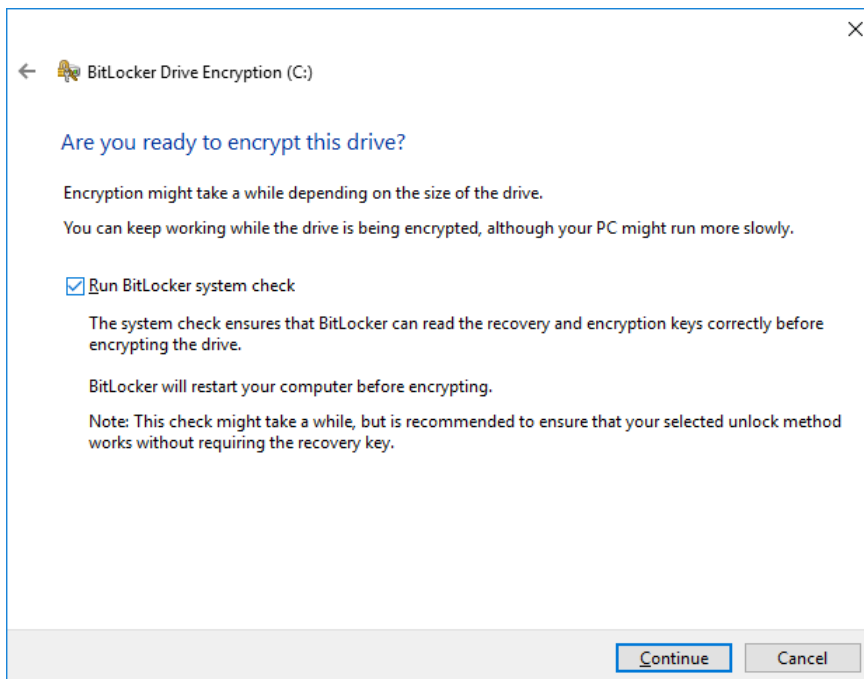 BitLocker Drive Encryption (C:)
Are you ready to encrypt this drive?
Encryption might take a while depending on the size of the drive.
You can keep working while the drive is being encrypted, although your PC might run more slowly.
Run BitLocker system check
The system check ensures that BitLocker can read the recovery and encryption keys correctly before
encrypting the drive.
BitLocker will restart your computer before encrypting.
Note: This check might take a while, but is recommended to ensure that your selected unlock method
works without requiring the recovery key.
Continue
Cancel